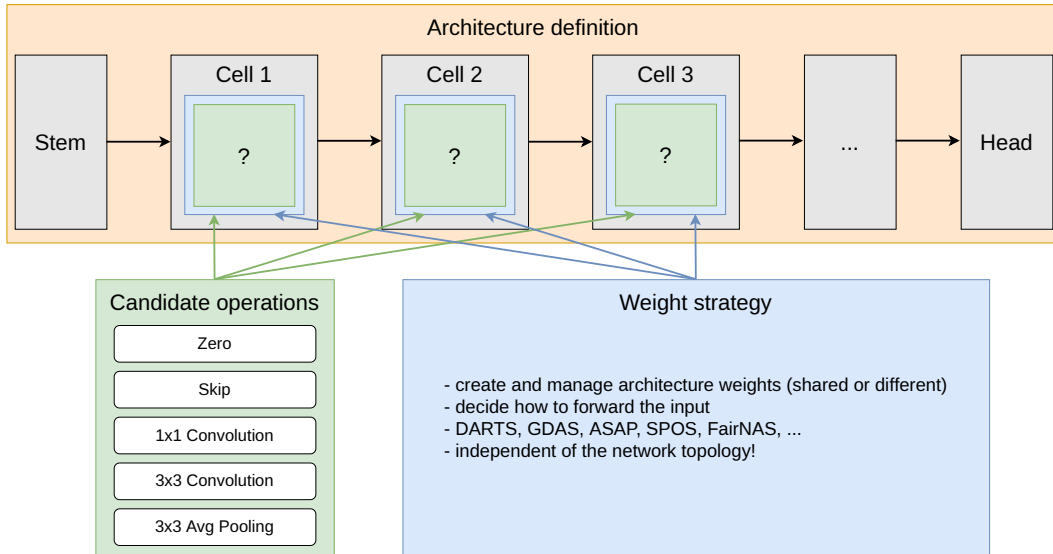 Architecture definition
Stem
Cell 1
?
Cell 2
?
Cell 3
?
...
Head
Candidate operations
Zero
Skip
1x1 Convolution
3x3 Convolution
3x3 Avg Pooling
Weight strategy
- create and manage architecture weights (shared or different)
- decide how to forward the input
- DARTS, GDAS, ASAP, SPOS, FairNAS, ...
- independent of the network topology!